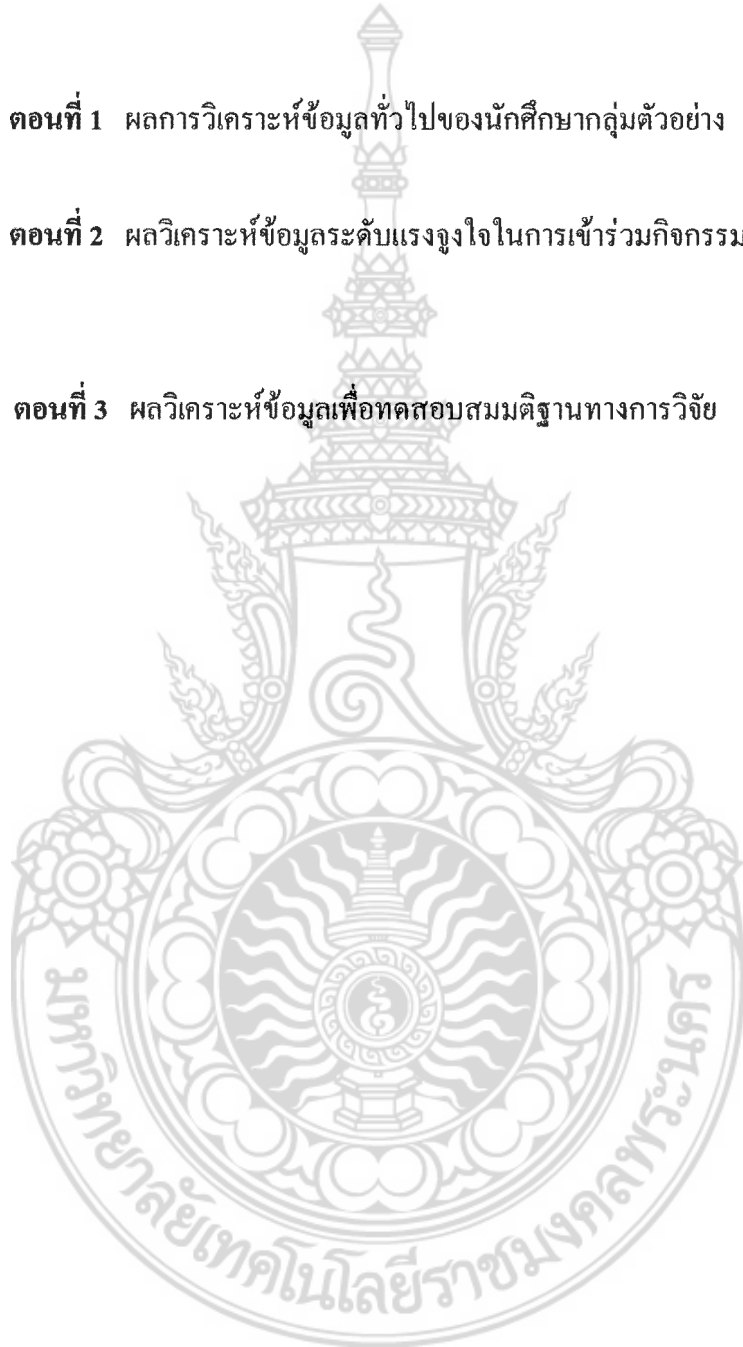 ตอนที่ 1 ผลการวิเคราะห์ข้อมูลทั่วไปของนักศึกษากลุ่มตัวอย่าง
ตอนที่ 2 ผลวิเคราะห์ข้อมูลระดับแรงจูงใจในการเข้าร่วมกิจกรรม
ตอนที่ 3 ผลวิเคราะห์ข้อมูลเพื่อทดสอบสมมติฐานทางการวิจัย
มหาวิทยาลัยเทคโนโลยีราชมงคลพระนคร